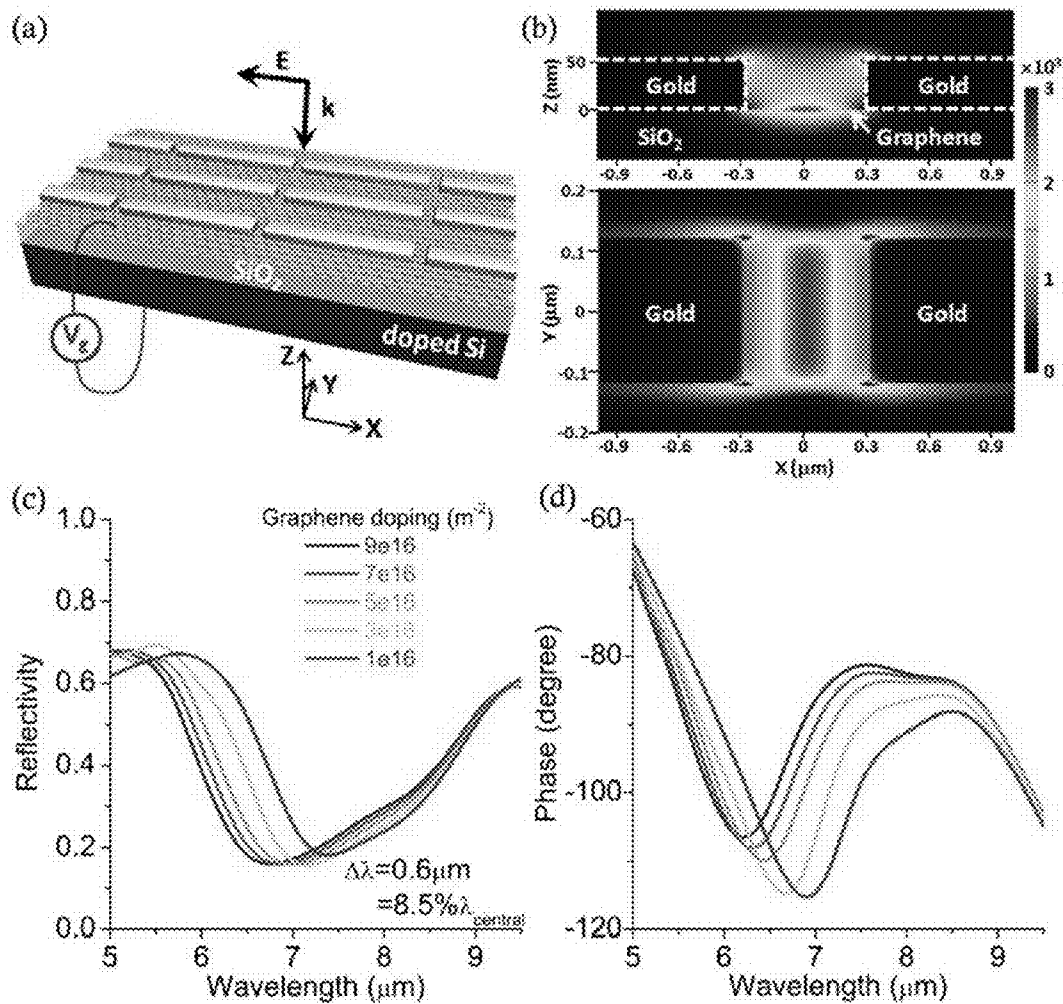 (a)
E
k
SiO
doped Si
Vg
Z
Y
X
(b)
Z (nm)
50
0
Gold
Gold
SiO2
Graphene
-0.9 -0.6 -0.3 0 0.3 0.6 0.9
×10³
3
2
1
0
Y (μm)
0.2
0.1
0
-0.1
-0.2
Gold
Gold
-0.9 -0.6 -0.3 0 0.3 0.6 0.9
X (μm)
(c)
Reflectivity
1.0
0.8
0.6
0.4
0.2
0.0
Graphene doping (m-2)
9e16
7e16
5e16
3e16
1e16
Δλ=0.6μm
=8.5%λcentral
5 6 7 8 9
Wavelength (μm)
(d)
Phase (degree)
-60
-80
-100
-120
5 6 7 8 9
Wavelength (μm)